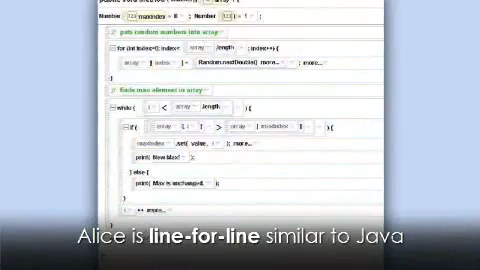 Number 123 maxIndex = 0 ; Number 123 i = 1 ;
puts random numbers into array
for (int index=0; index< array .length ; index++) {
array [ index ] = Random.nextDouble() more... ; more...
}
finds max element in array
while ( i < array .length ) {
if ( array [ i ] > array [ maxIndex ] ) {
maxIndex .set( value, i ); more...
print( New Max! );
} else {
print( Max is unchanged. );
}
i ++ more...
}
Alice is line-for-line similar to Java